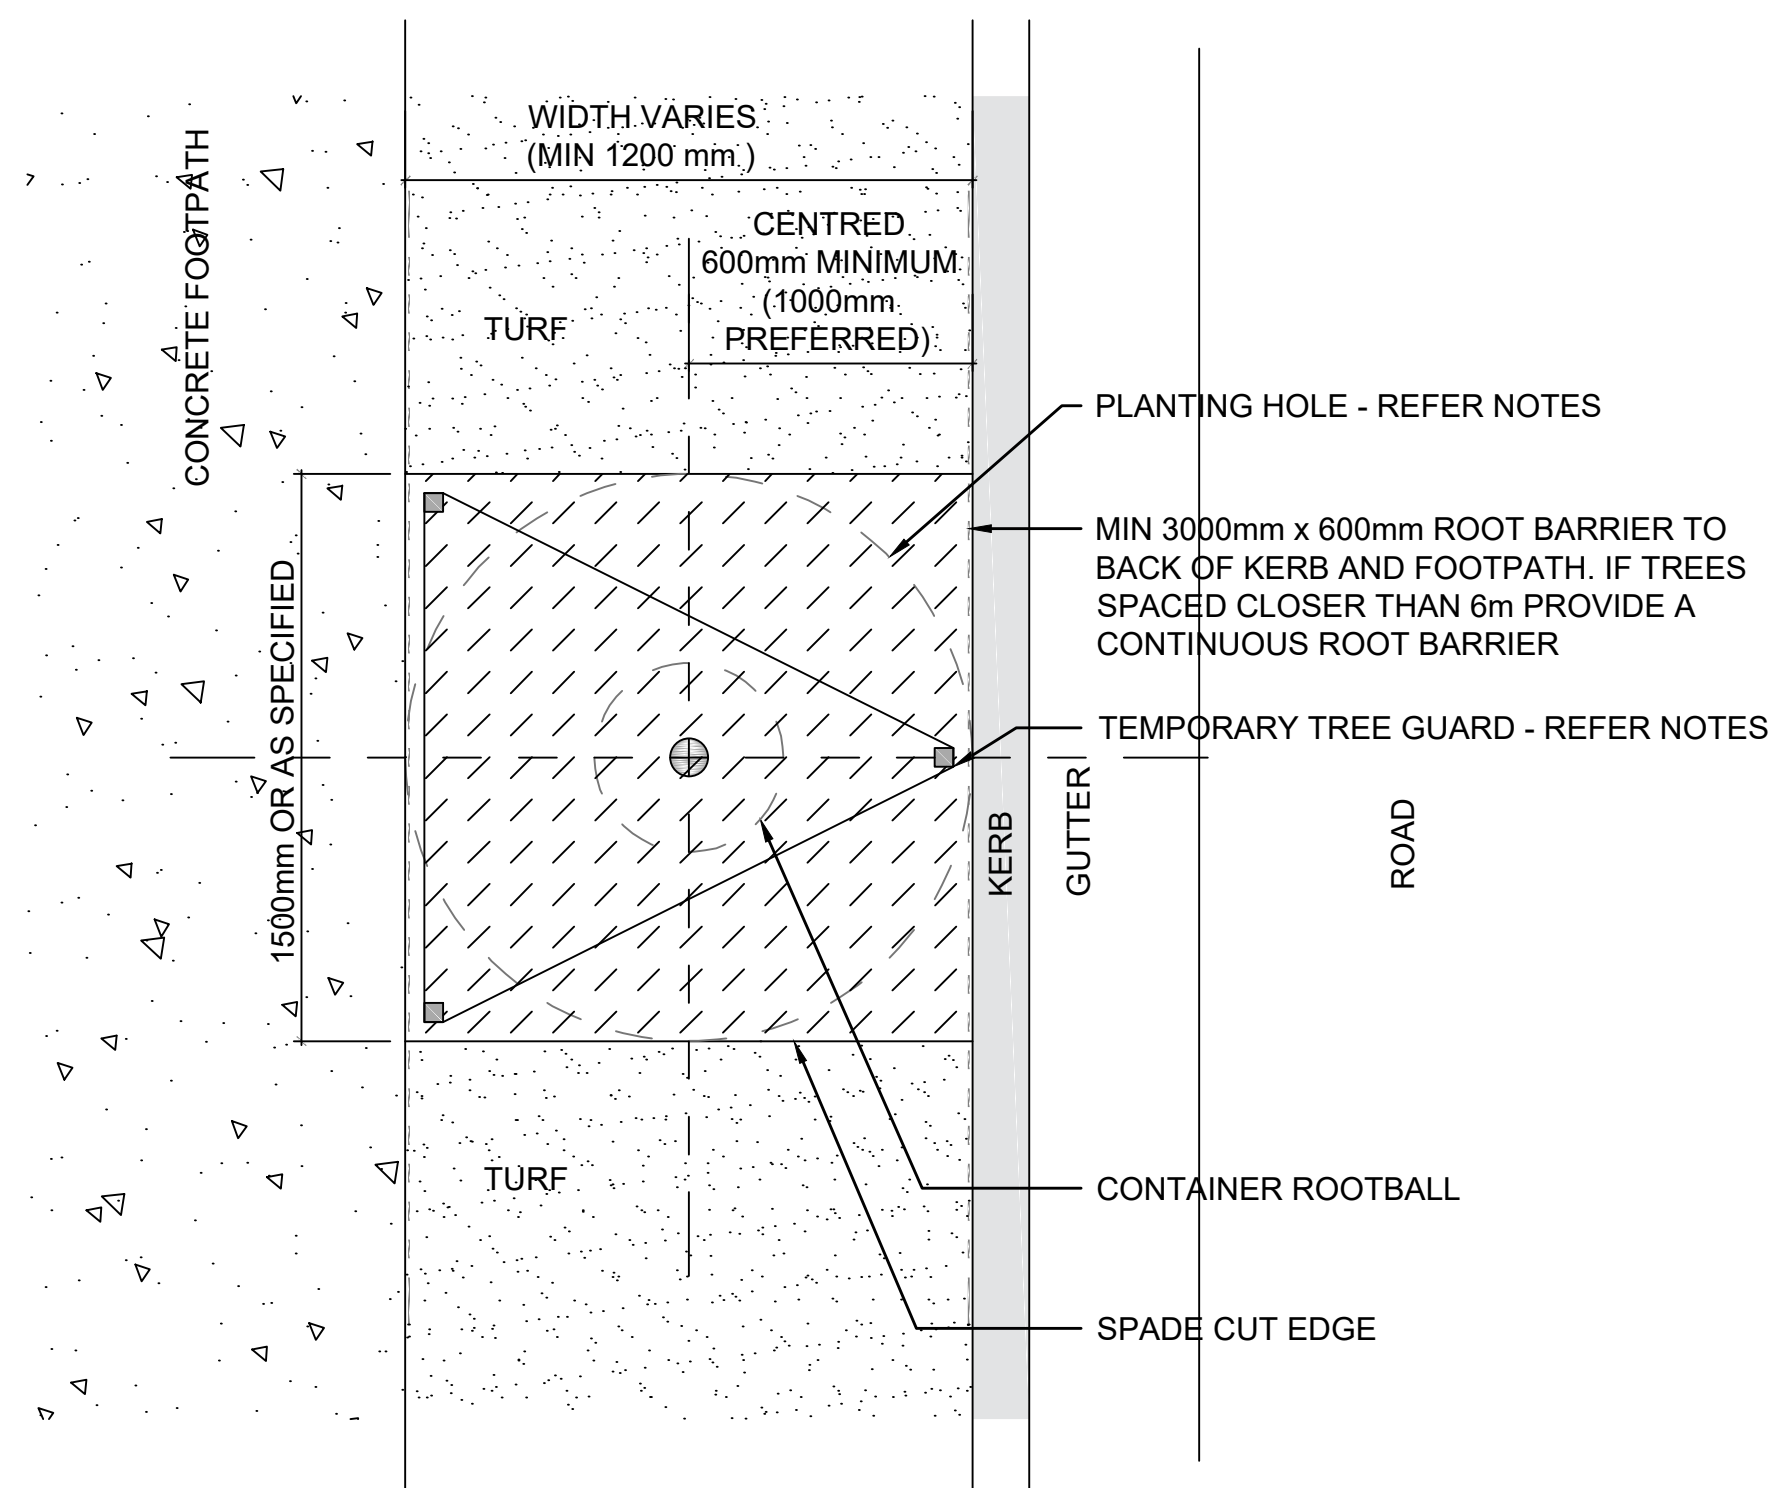 WIDTH VARIES
(MIN 1200 mm )
CONCRETE FOOTPATH
CENTRED
600mm MINIMUM
(1000mm
PREFERRED)
TURF
PLANTING HOLE - REFER NOTES
MIN 3000mm x 600mm ROOT BARRIER TO
BACK OF KERB AND FOOTPATH. IF TREES
SPACED CLOSER THAN 6m PROVIDE A
CONTINUOUS ROOT BARRIER
1500mm OR AS SPECIFIED
TEMPORARY TREE GUARD - REFER NOTES
KERB
GUTTER
ROAD
TURF
CONTAINER ROOTBALL
SPADE CUT EDGE